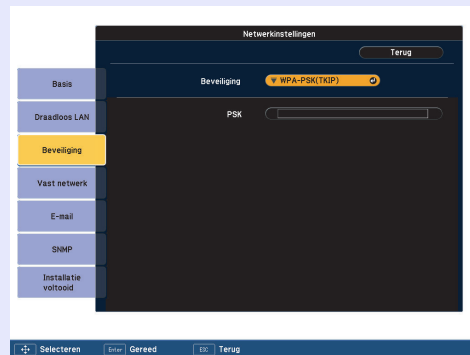 Netwerkinstellingen
Terug
Basis
Beveiliging WPA-PSK(TKIP)
Draadloos LAN
PSK
Beveiliging
Vast netwerk
E-mail
SNMP
Installatie
voltooid
Selecteren Enter Gereed ESC Terug